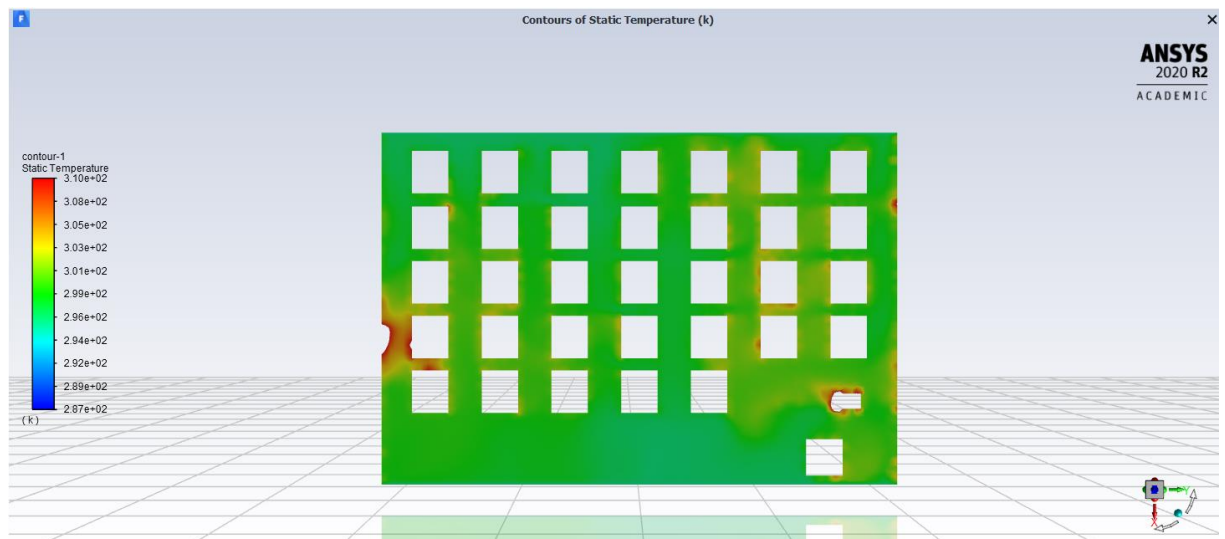 F
Contours of Static Temperature (k)
ANSYS
2020 R2
ACADEMIC
contour-1
Static Temperature
3.10e+02
3.08e+02
3.05e+02
3.03e+02
3.01e+02
2.99e+02
2.96e+02
2.94e+02
2.92e+02
2.89e+02
2.87e+02
(k)
Y
X